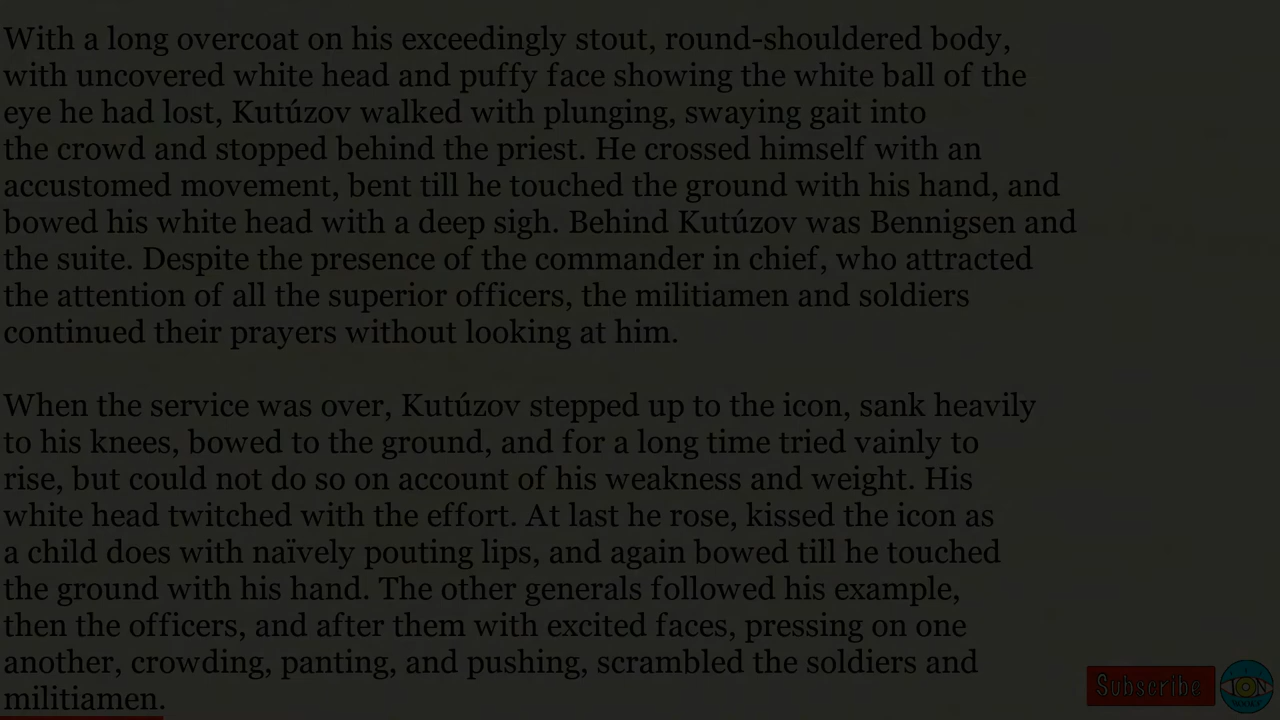 With a long overcoat on his exceedingly stout, round-shouldered body,
with uncovered white head and puffy face showing the white ball of the
eye he had lost, Kutúzov walked with plunging, swaying gait into
the crowd and stopped behind the priest. He crossed himself with an
accustomed movement, bent till he touched the ground with his hand, and
bowed his white head with a deep sigh. Behind Kutúzov was Bennigsen and
the suite. Despite the presence of the commander in chief, who attracted
the attention of all the superior officers, the militiamen and soldiers
continued their prayers without looking at him.
When the service was over, Kutúzov stepped up to the icon, sank heavily
to his knees, bowed to the ground, and for a long time tried vainly to
rise, but could not do so on account of his weakness and weight. His
white head twitched with the effort. At last he rose, kissed the icon as
a child does with naïvely pouting lips, and again bowed till he touched
the ground with his hand. The other generals followed his example,
then the officers, and after them with excited faces, pressing on one
another, crowding, panting, and pushing, scrambled the soldiers and
militiamen.
Subscribe